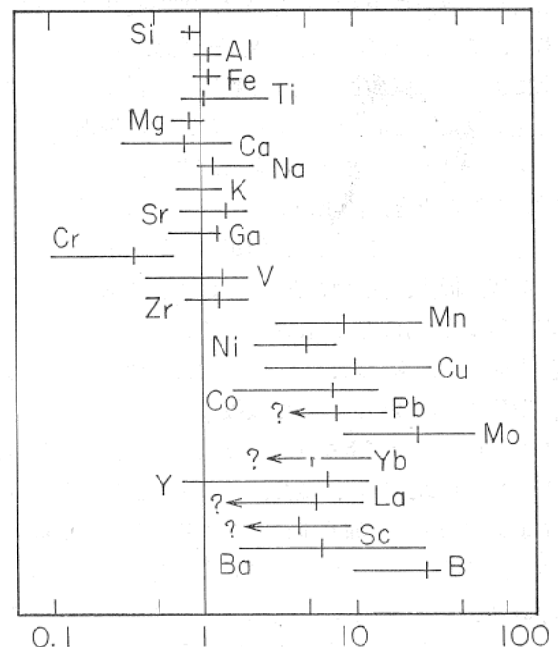 Si
Al
Fe
Ti
Mg
Ca
Na
K
Sr
Ga
Cr
V
Zr
Mn
Ni
Cu
Co
? Pb
Mo
? Yb
Y
? La
? Sc
Ba
B
0.1 1 10 100